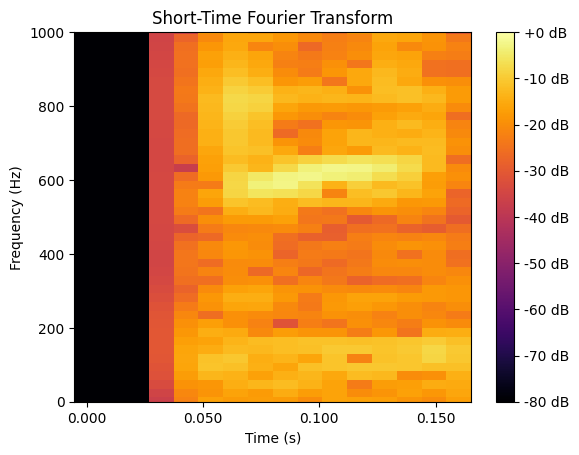 Short-Time Fourier Transform
1000
800
600
400
200
0
Frequency (Hz)
0.000
0.050
0.100
0.150
Time (s)
+0 dB
-10 dB
-20 dB
-30 dB
-40 dB
-50 dB
-60 dB
-70 dB
-80 dB